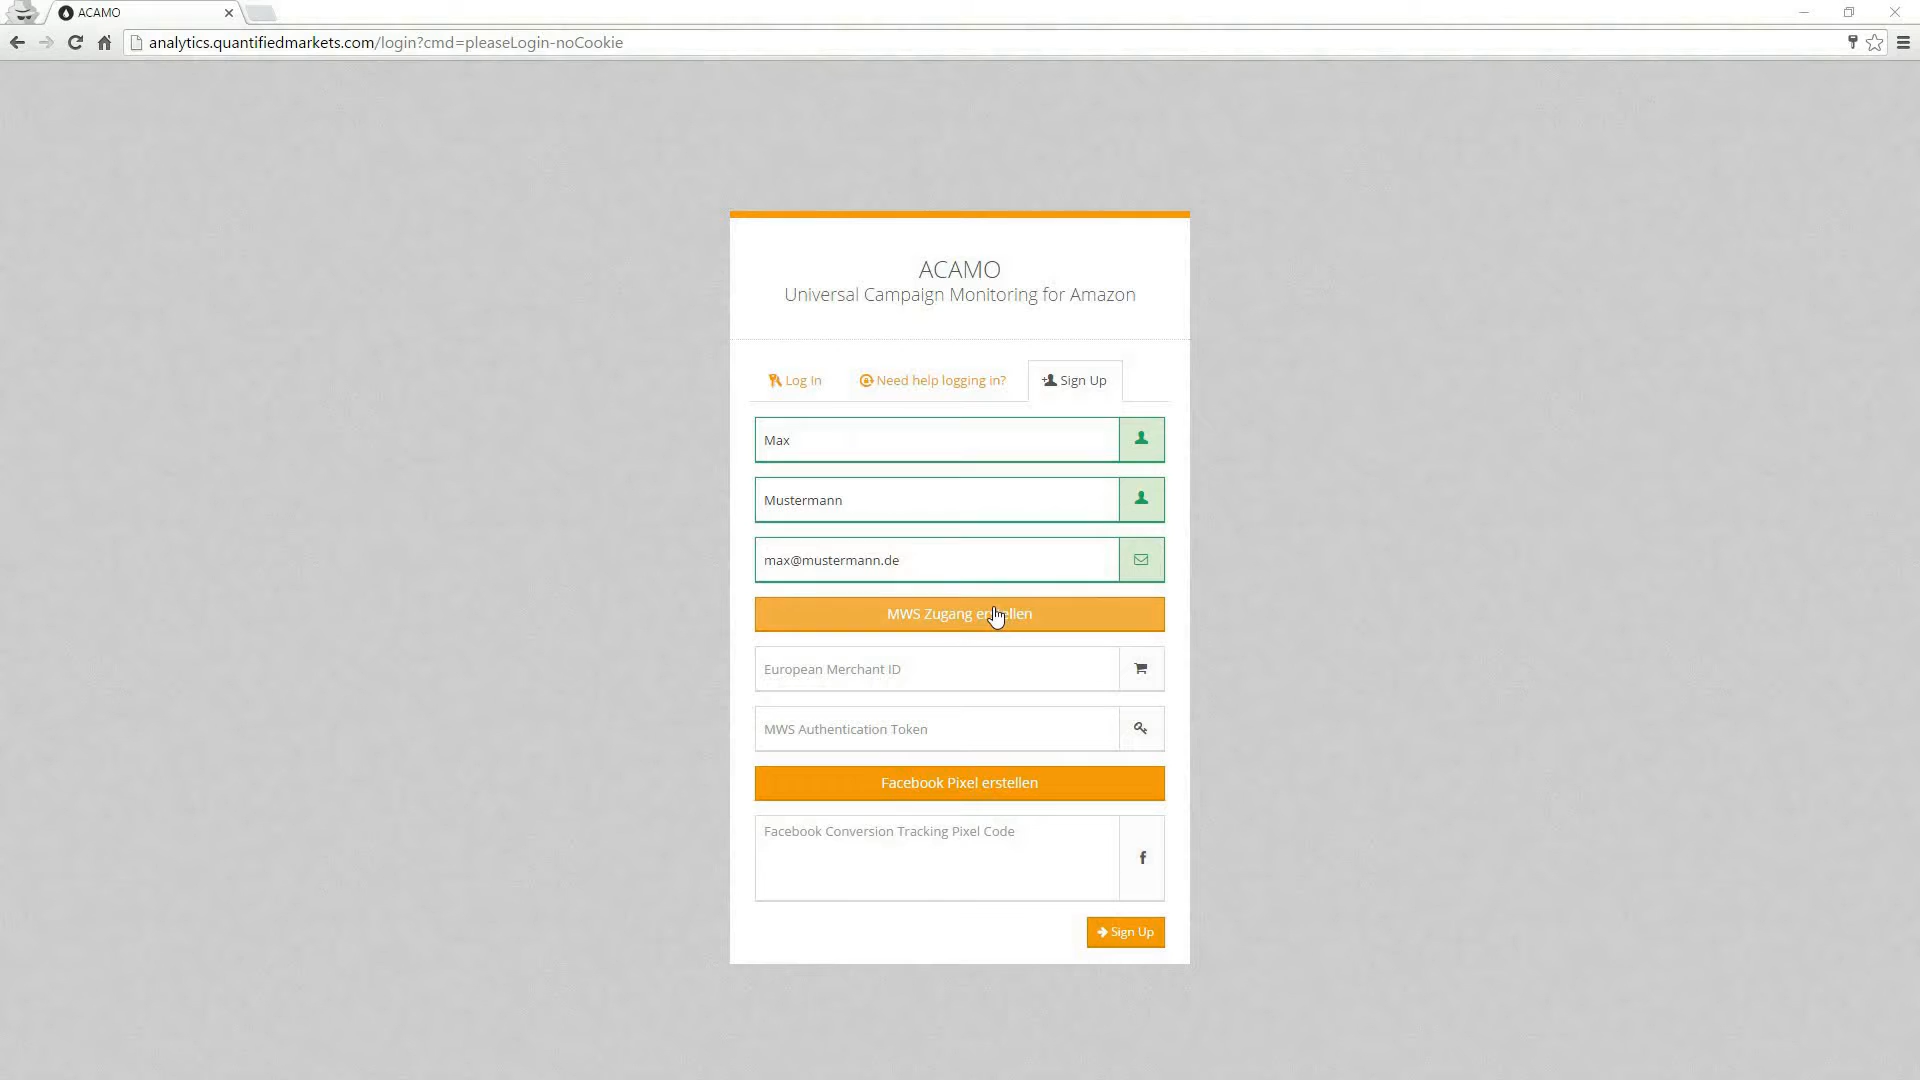 ACAMO
analytics.quantifiedmarkets.com/login?cmd=pleaseLogin-noCookie
ACAMO
Universal Campaign Monitoring for Amazon
Log In
Need help logging in?
Sign Up
Max
Mustermann
max@mustermann.de
MWS Zugang erstellen
European Merchant ID
MWS Authentication Token
Facebook Pixel erstellen
Facebook Conversion Tracking Pixel Code
Sign Up